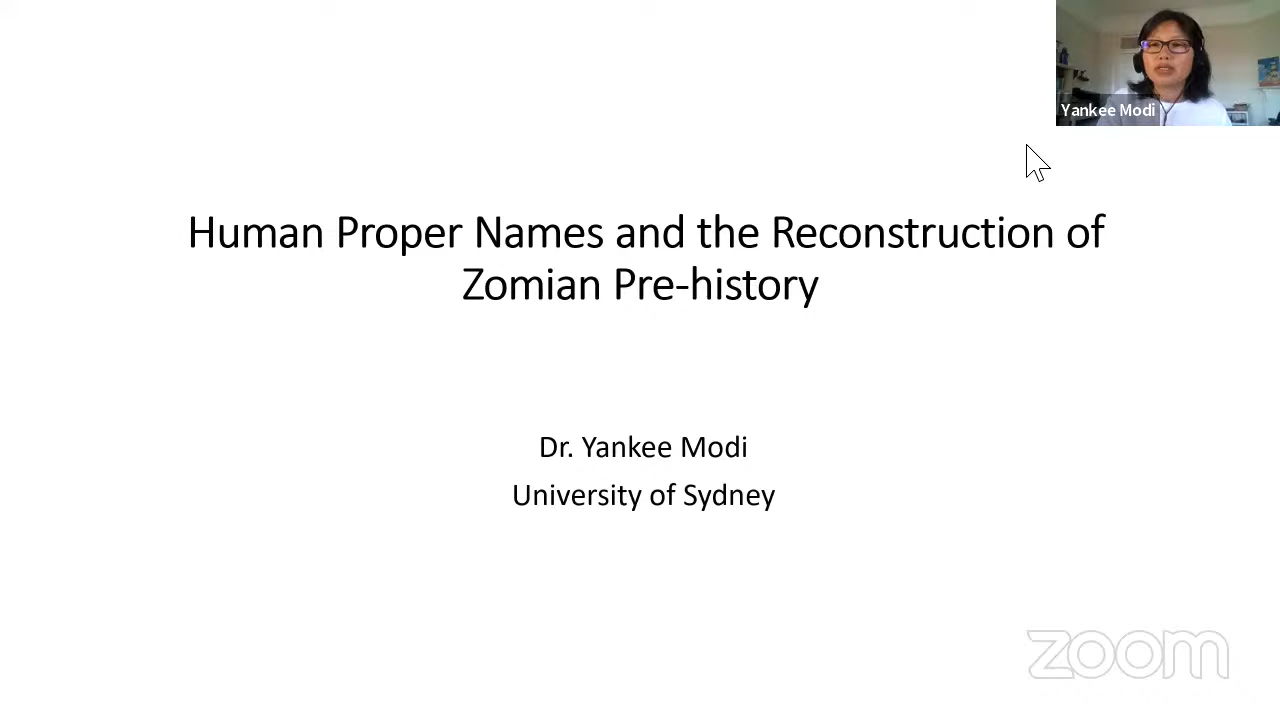 Yankee Modi
Human Proper Names and the Reconstruction of
Zomian Pre-history
Dr. Yankee Modi
University of Sydney
zoom